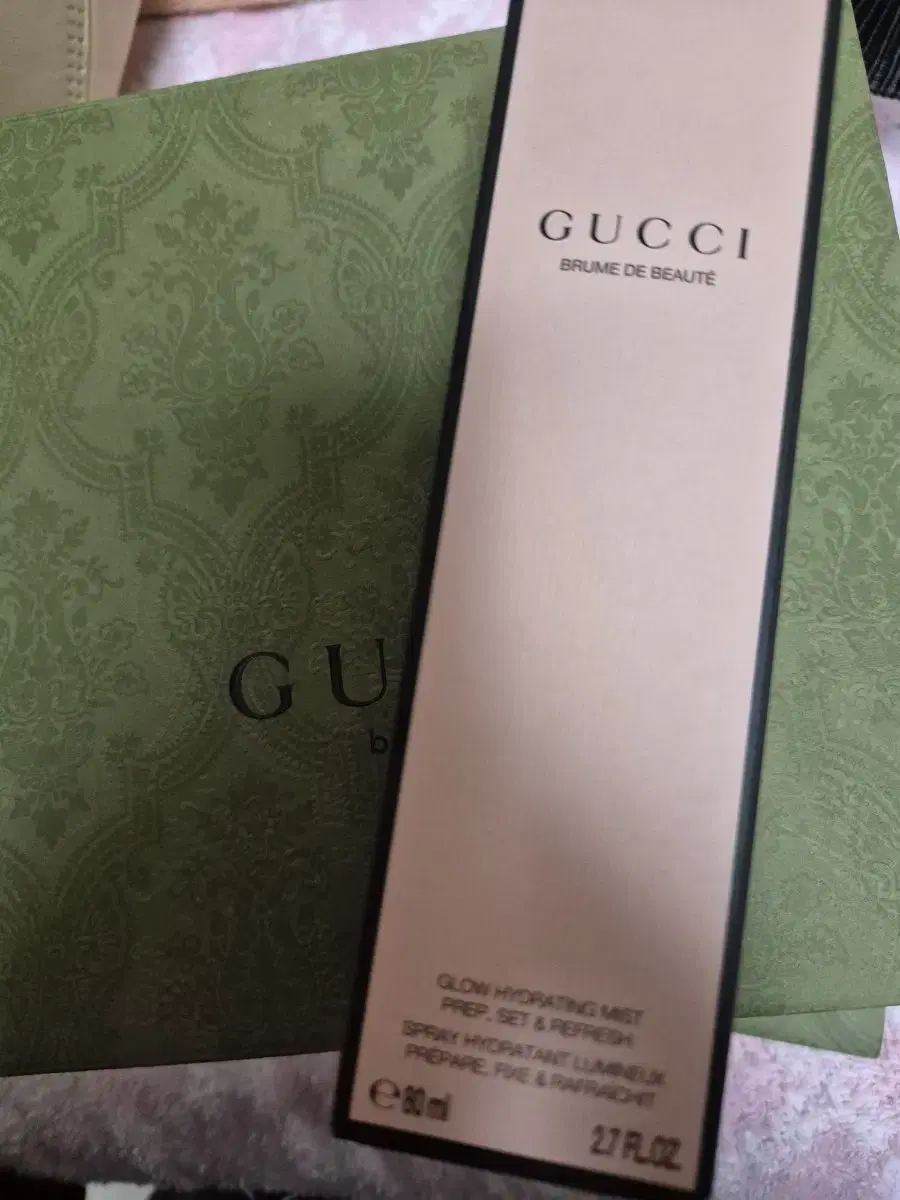 GUCCI
BRUME DE BEAUTÉ
GU
b
GLOW HYDRATING MIST
PREP, SET & REFRESH
SPRAY HYDRATANT LUMINEUX
PRÉPARE, FIXE & RAFRAÎCHIT
e 80 ml
2.7 FL.OZ.